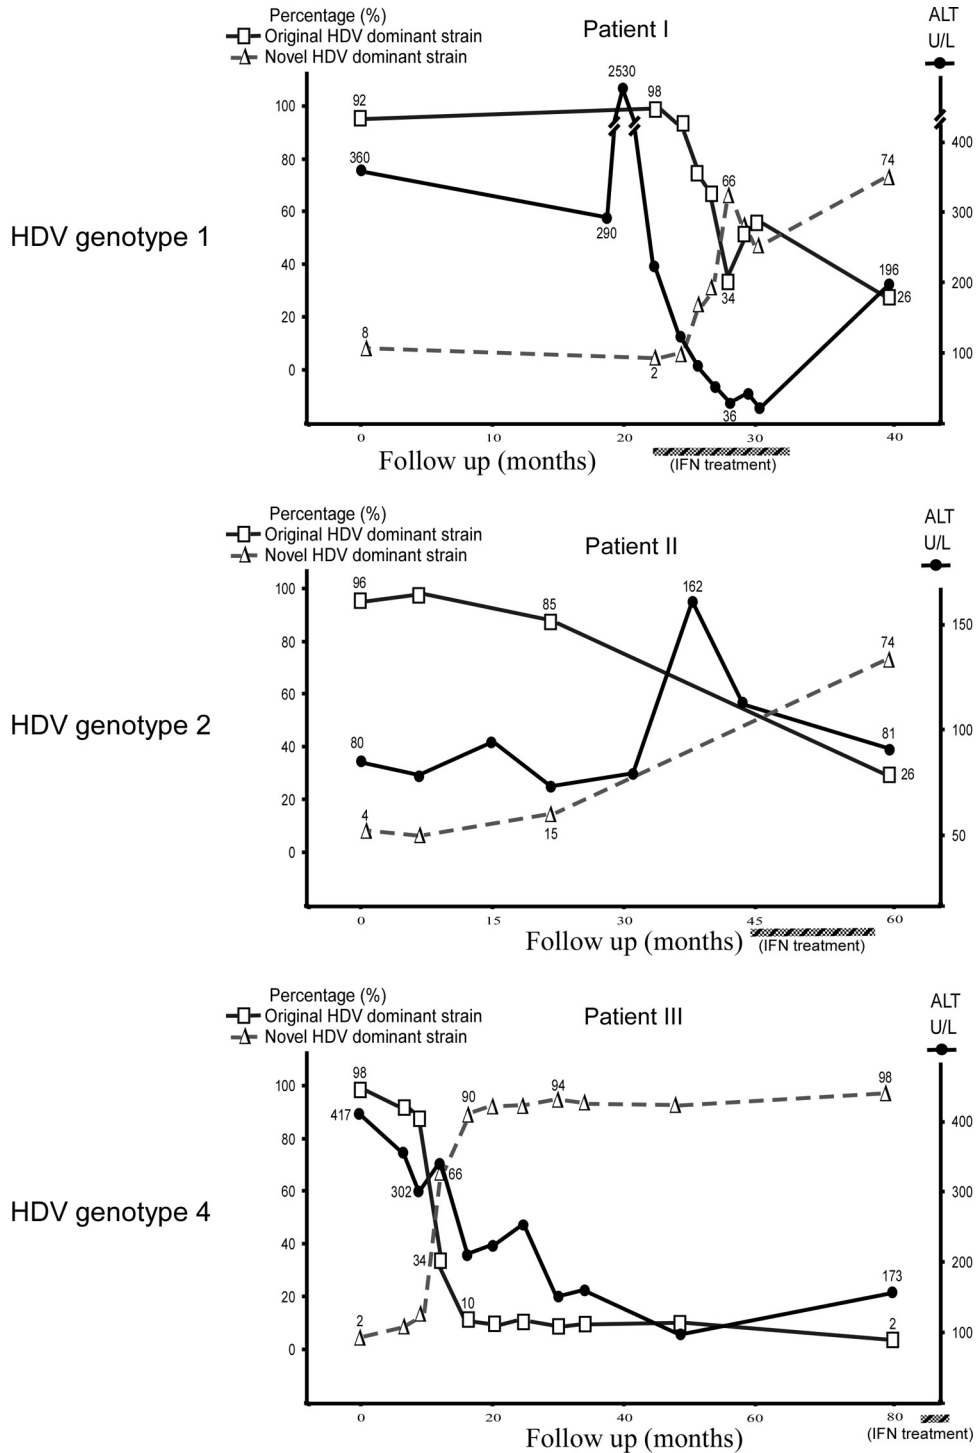 Percentage (%)
Original HDV dominant strain
Novel HDV dominant strain
Patient I
ALT
U/L
HDV genotype 1
100
80
60
40
20
0
400
300
200
100
92
360
8
290
2530
98
2
66
34
36
74
196
26
0 10 20 30 40
Follow up (months)
(IFN treatment)
Percentage (%)
Original HDV dominant strain
Novel HDV dominant strain
Patient II
ALT
U/L
HDV genotype 2
100
80
60
40
20
0
150
100
50
96
80
4
85
15
162
74
81
26
0 15 30 45 60
Follow up (months)
(IFN treatment)
Percentage (%)
Original HDV dominant strain
Novel HDV dominant strain
Patient III
ALT
U/L
HDV genotype 4
100
80
60
40
20
0
400
300
200
100
98
417
2
302
34
66
90
10
94
98
173
2
0 20 40 60 80
Follow up (months)
(IFN treatment)